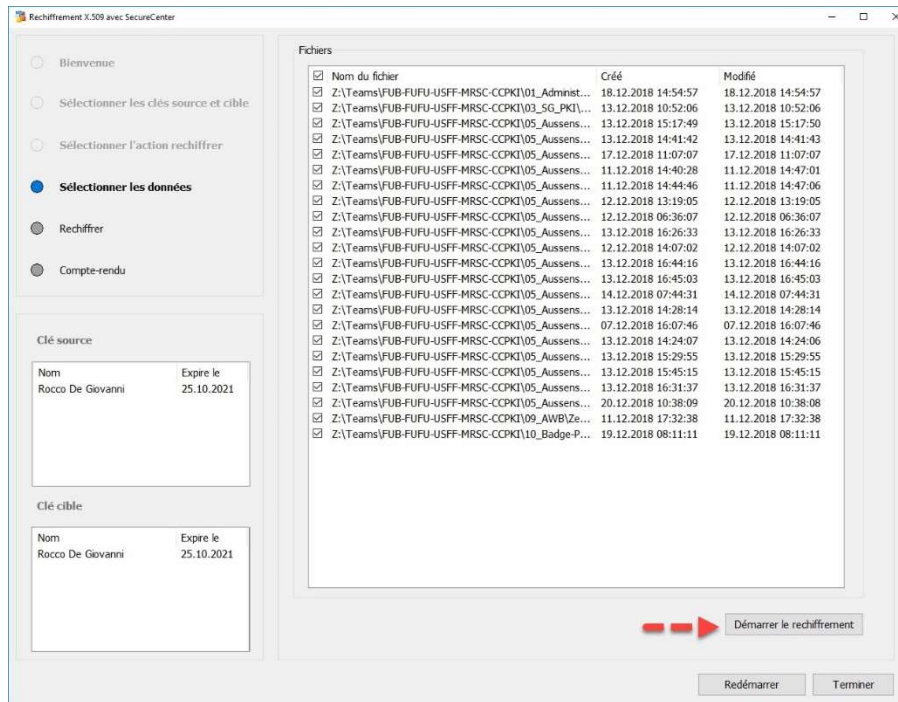 Rechiffrement X.509 avec SecureCenter
Bienvenue
Sélectionner les clés source et cible
Sélectionner l'action rechiffrer
Sélectionner les données
Rechiffrer
Compte-rendu
Clé source
Nom Expire le
Rocco De Giovanni 25.10.2021
Clé cible
Nom Expire le
Rocco De Giovanni 25.10.2021
Fichiers
Nom du fichier Créé Modifié
Z:\Teams\FUB-FUFU-USFF-MRSC-CCPKI\01_Administ... 18.12.2018 14:54:57 18.12.2018 14:54:57
Z:\Teams\FUB-FUFU-USFF-MRSC-CCPKI\03_SG_PKI\... 13.12.2018 10:52:06 13.12.2018 10:52:06
Z:\Teams\FUB-FUFU-USFF-MRSC-CCPKI\05_Aussens... 13.12.2018 15:17:49 13.12.2018 15:17:50
Z:\Teams\FUB-FUFU-USFF-MRSC-CCPKI\05_Aussens... 13.12.2018 14:41:42 13.12.2018 14:41:43
Z:\Teams\FUB-FUFU-USFF-MRSC-CCPKI\05_Aussens... 17.12.2018 11:07:07 17.12.2018 11:07:07
Z:\Teams\FUB-FUFU-USFF-MRSC-CCPKI\05_Aussens... 11.12.2018 14:40:28 11.12.2018 14:47:01
Z:\Teams\FUB-FUFU-USFF-MRSC-CCPKI\05_Aussens... 11.12.2018 14:44:46 11.12.2018 14:47:06
Z:\Teams\FUB-FUFU-USFF-MRSC-CCPKI\05_Aussens... 12.12.2018 13:19:05 12.12.2018 13:19:05
Z:\Teams\FUB-FUFU-USFF-MRSC-CCPKI\05_Aussens... 12.12.2018 06:36:07 12.12.2018 06:36:07
Z:\Teams\FUB-FUFU-USFF-MRSC-CCPKI\05_Aussens... 13.12.2018 16:26:33 13.12.2018 16:26:33
Z:\Teams\FUB-FUFU-USFF-MRSC-CCPKI\05_Aussens... 12.12.2018 14:07:02 12.12.2018 14:07:02
Z:\Teams\FUB-FUFU-USFF-MRSC-CCPKI\05_Aussens... 13.12.2018 16:44:16 13.12.2018 16:44:16
Z:\Teams\FUB-FUFU-USFF-MRSC-CCPKI\05_Aussens... 13.12.2018 16:45:03 13.12.2018 16:45:03
Z:\Teams\FUB-FUFU-USFF-MRSC-CCPKI\05_Aussens... 14.12.2018 07:44:31 14.12.2018 07:44:31
Z:\Teams\FUB-FUFU-USFF-MRSC-CCPKI\05_Aussens... 13.12.2018 14:28:14 13.12.2018 14:28:14
Z:\Teams\FUB-FUFU-USFF-MRSC-CCPKI\05_Aussens... 07.12.2018 16:07:46 07.12.2018 16:07:46
Z:\Teams\FUB-FUFU-USFF-MRSC-CCPKI\05_Aussens... 13.12.2018 14:24:07 13.12.2018 14:24:06
Z:\Teams\FUB-FUFU-USFF-MRSC-CCPKI\05_Aussens... 13.12.2018 15:29:55 13.12.2018 15:29:55
Z:\Teams\FUB-FUFU-USFF-MRSC-CCPKI\05_Aussens... 13.12.2018 15:45:15 13.12.2018 15:45:15
Z:\Teams\FUB-FUFU-USFF-MRSC-CCPKI\05_Aussens... 13.12.2018 16:31:37 13.12.2018 16:31:37
Z:\Teams\FUB-FUFU-USFF-MRSC-CCPKI\05_Aussens... 20.12.2018 10:38:09 20.12.2018 10:38:08
Z:\Teams\FUB-FUFU-USFF-MRSC-CCPKI\09_AWB\Ze... 11.12.2018 17:32:38 11.12.2018 17:32:38
Z:\Teams\FUB-FUFU-USFF-MRSC-CCPKI\10_Badge-P... 19.12.2018 08:11:11 19.12.2018 08:11:11
Démarrer le rechiffrement
Redémarrer Terminer